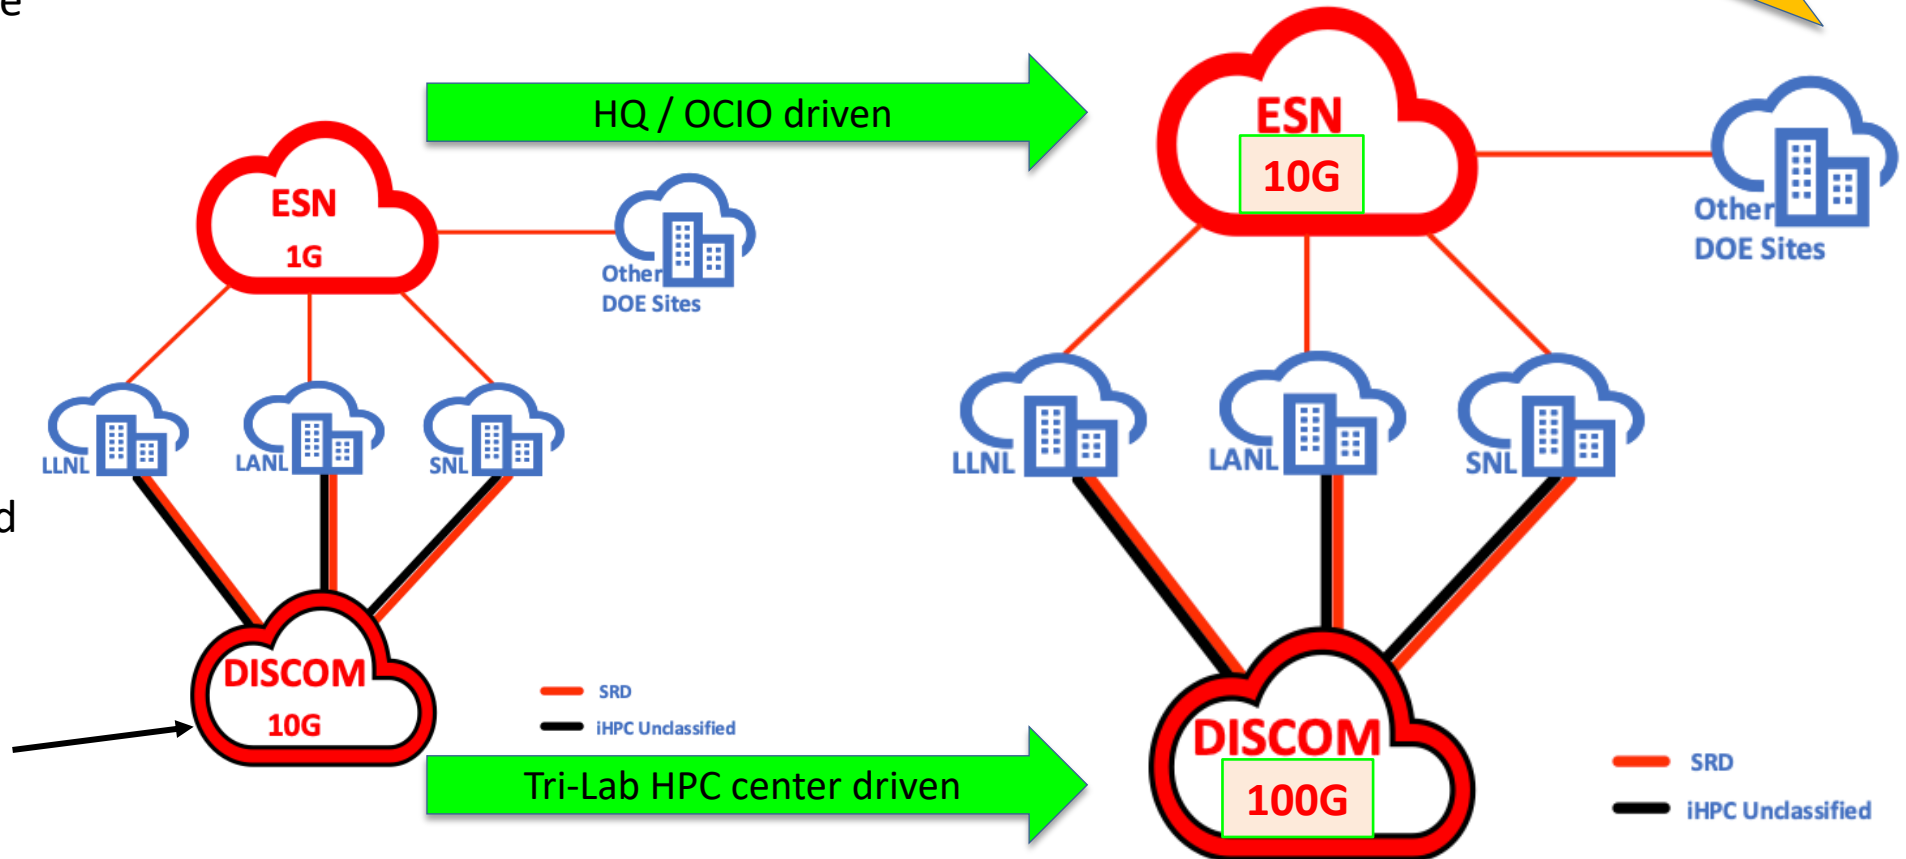 e
HQ / OCIO driven
ESN
1G
Other
DOE Sites
LLNL
LANL
SNL
d
DISCOM
10G
SRD
iHPC Unclassified
Tri-Lab HPC center driven
ESN
10G
Other
DOE Sites
LLNL
LANL
SNL
DISCOM
100G
SRD
iHPC Unclassified